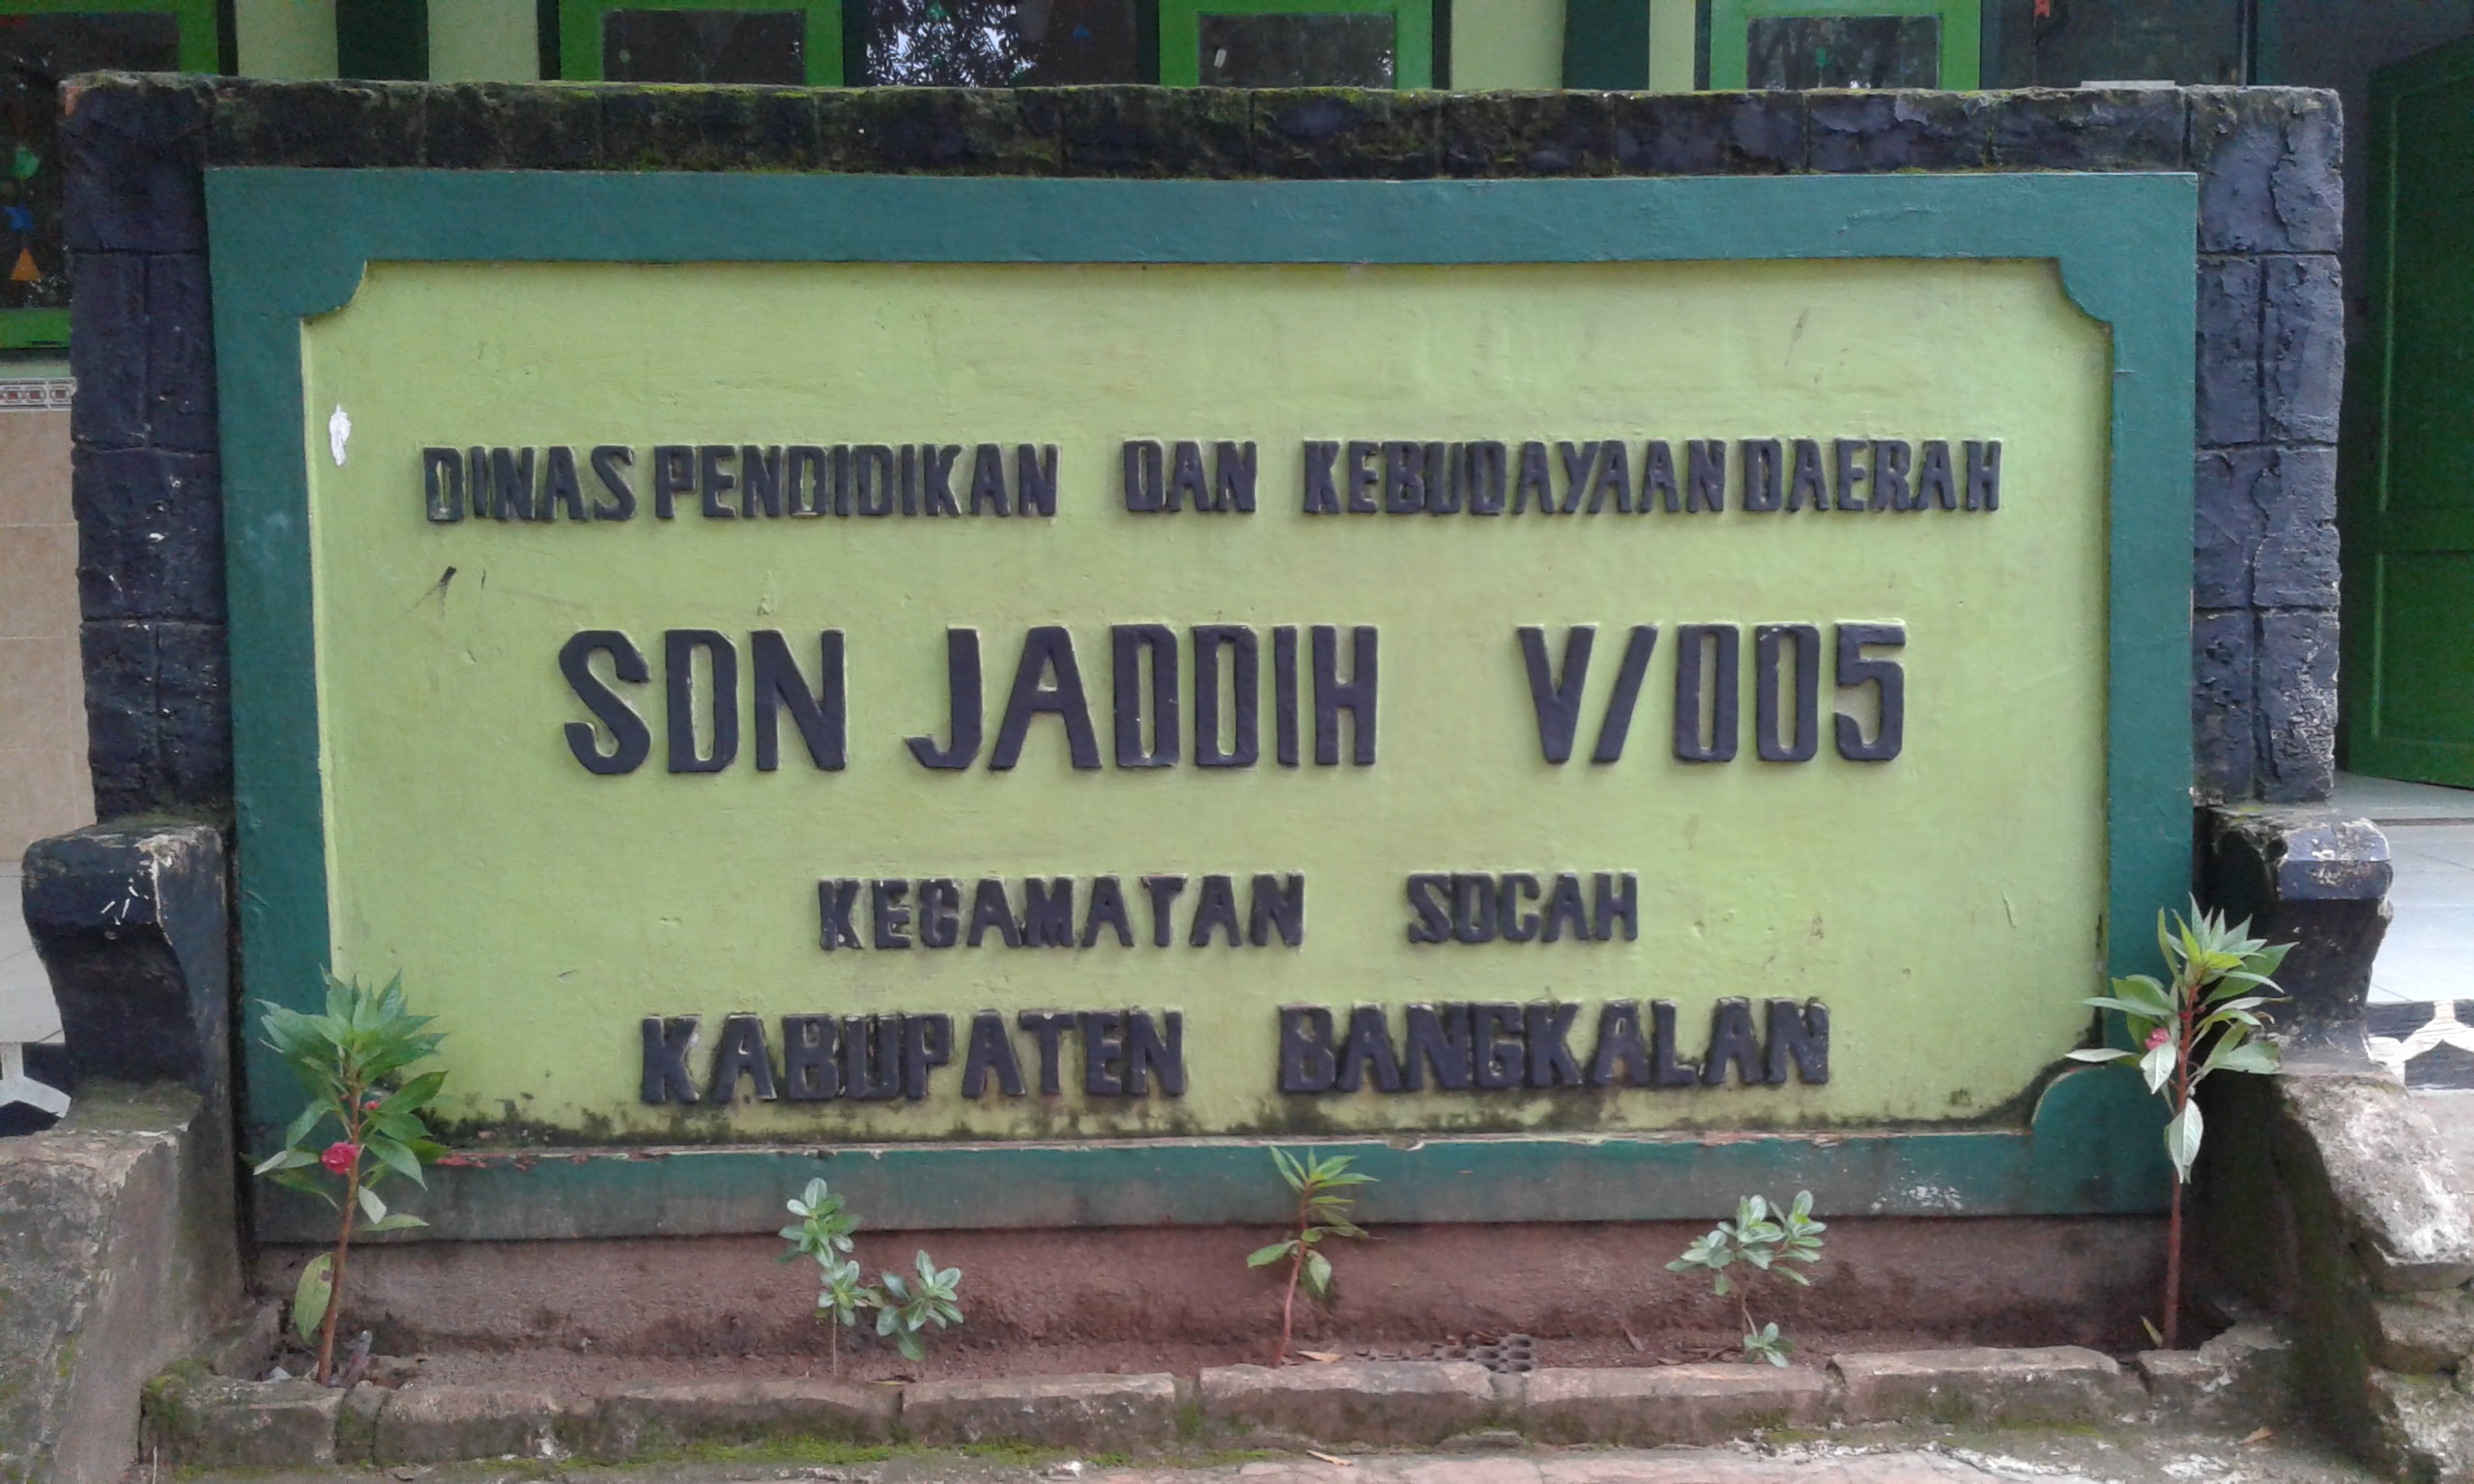 DINAS PENDIDIKAN DAN KEBUDAYAAN DAERAH
SDN JADDIH V/005
KECAMATAN SOCAH
KABUPATEN BANGKALAN